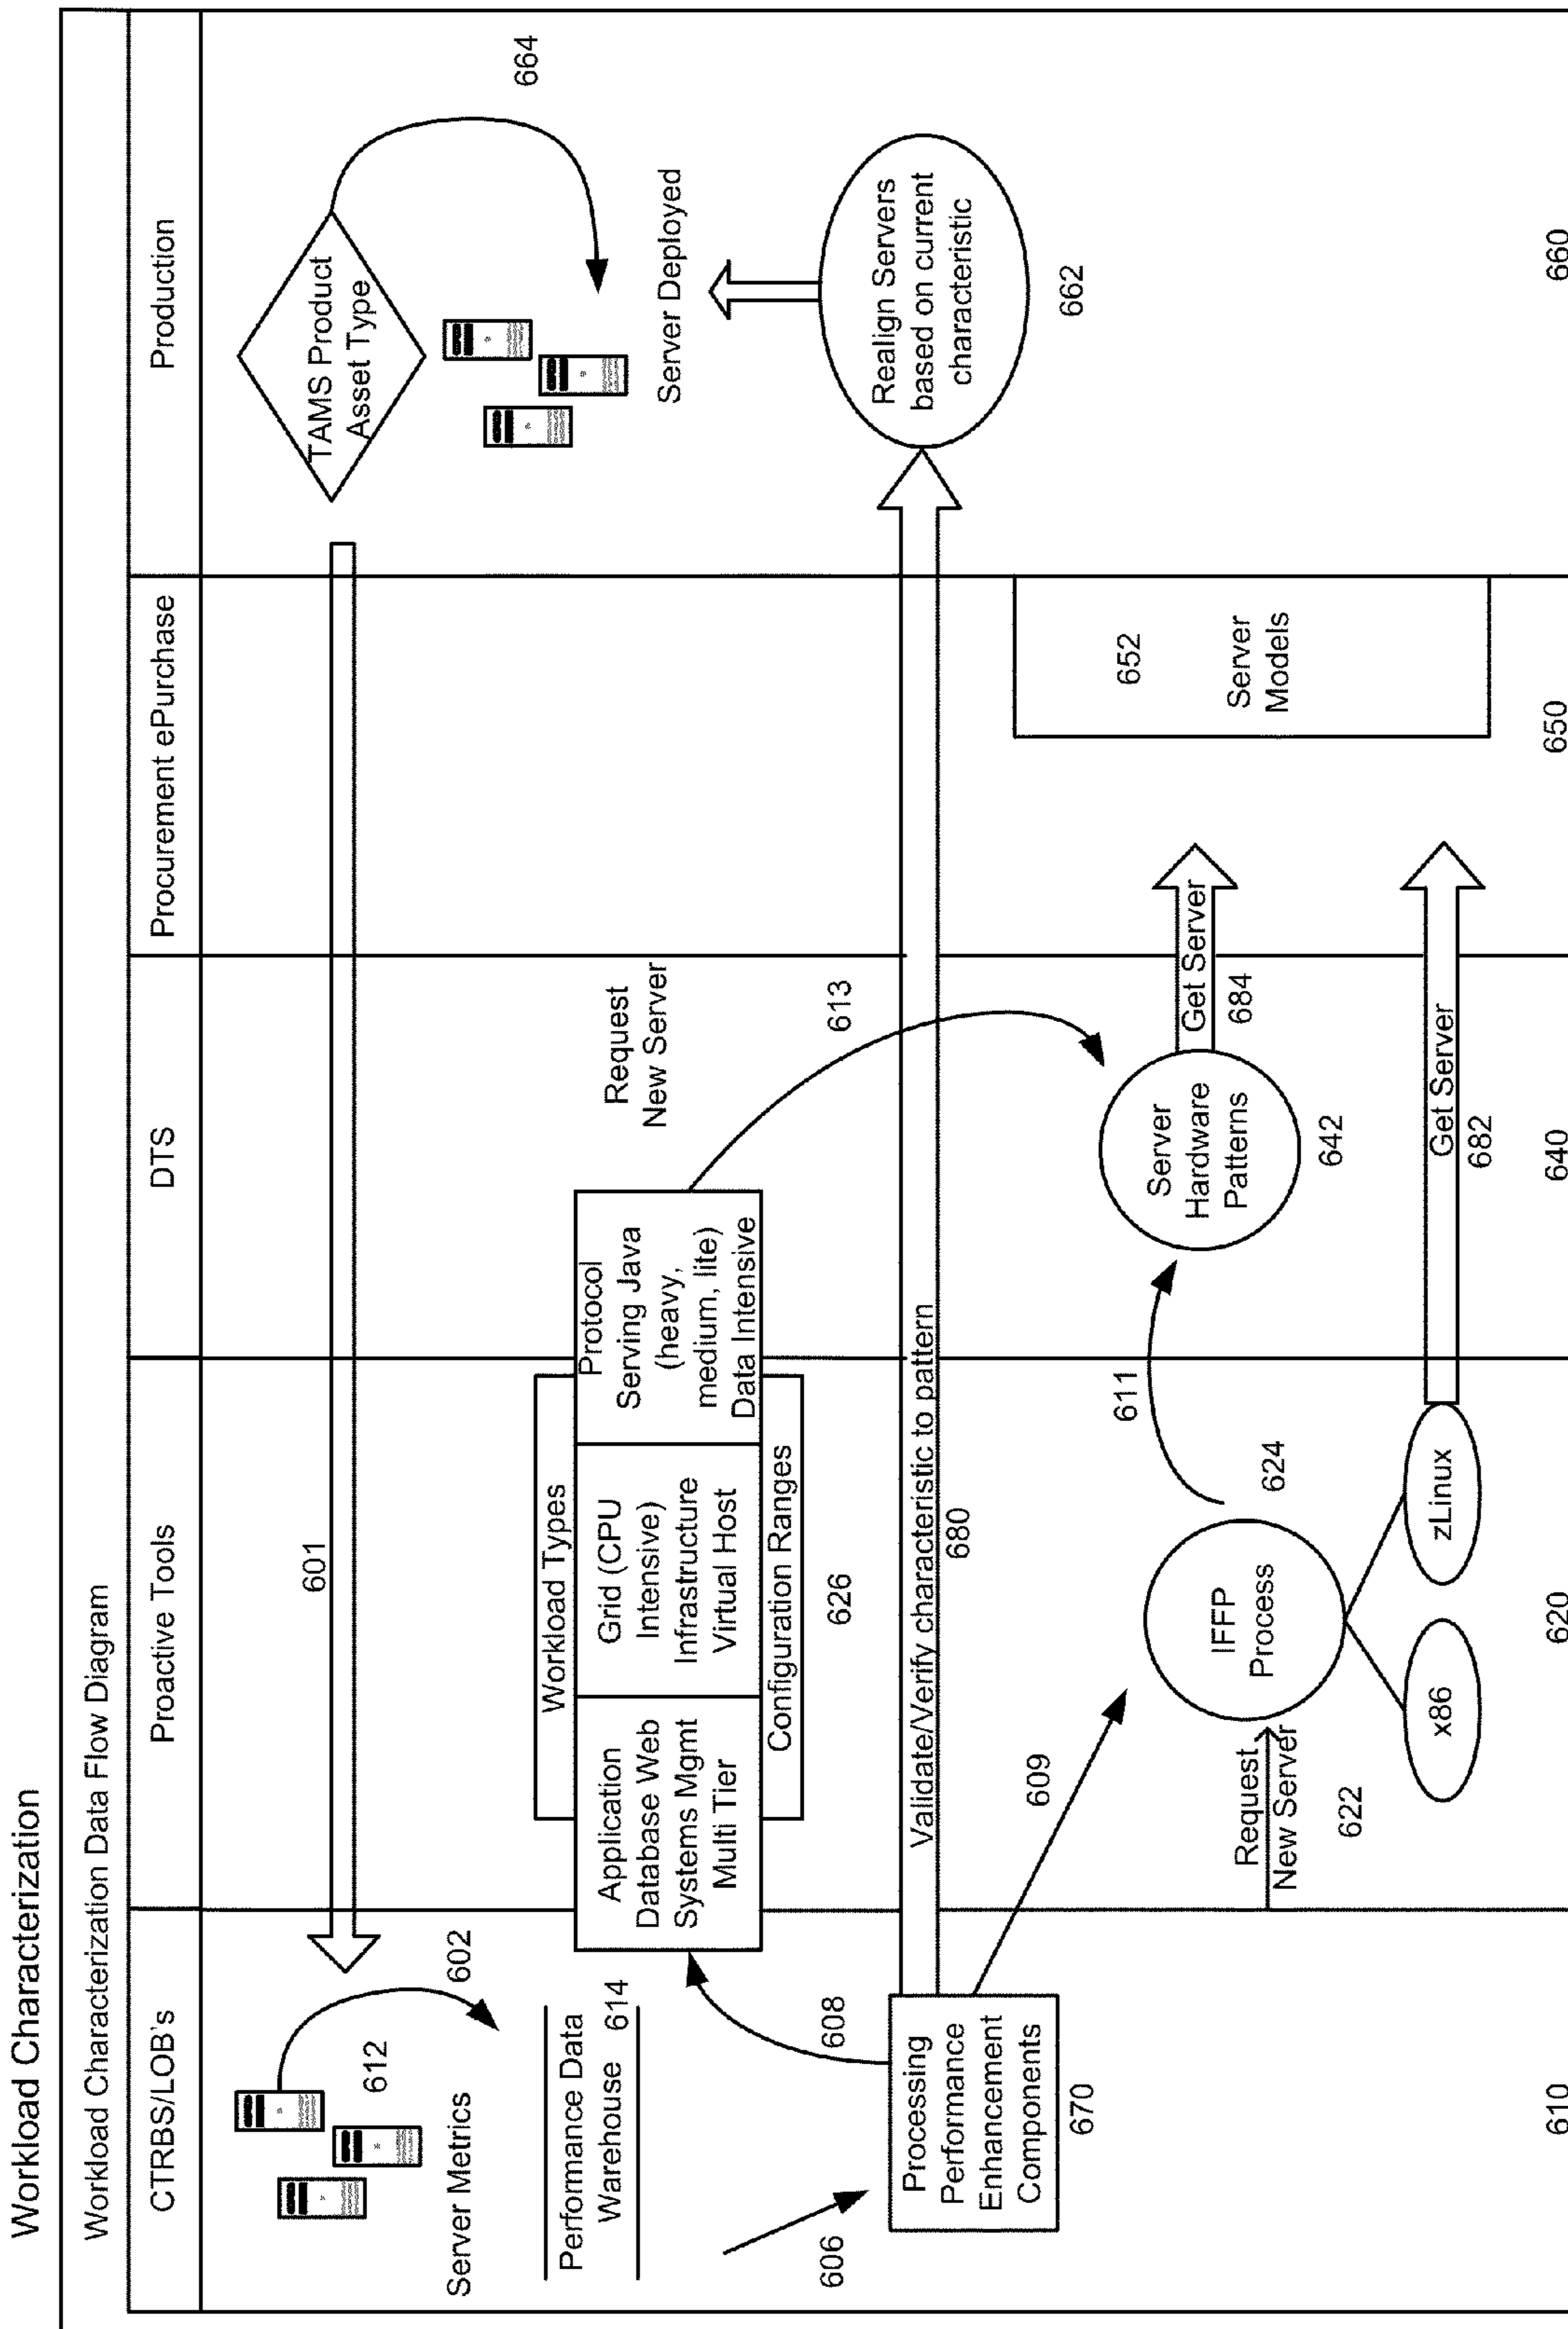 Workload Characterization
Workload Characterization Data Flow Diagram
CTRBS/LOB's
Proactive Tools
DTS
Procurement ePurchase
Production
612
Server Metrics
602
Performance Data
Warehouse 614
606
608
Processing
Performance
Enhancement
Components
670
610
601
Workload Types
Application
Database Web
Systems Mgmt
Multi Tier
Grid (CPU
Intensive)
Infrastructure
Virtual Host
Protocol
Serving Java
(heavy,
medium, lite)
Data Intensive
Configuration Ranges
626
Validate/Verify characteristic to pattern
680
609
Request
New Server
622
IFFP
Process
624
x86
zLinux
611
620
Request
New Server
613
Server
Hardware
Patterns
642
Get Server
684
Get Server
682
640
652
Server
Models
650
TAMS Product
Asset Type
664
Server Deployed
Realign Servers
based on current
characteristic
662
660